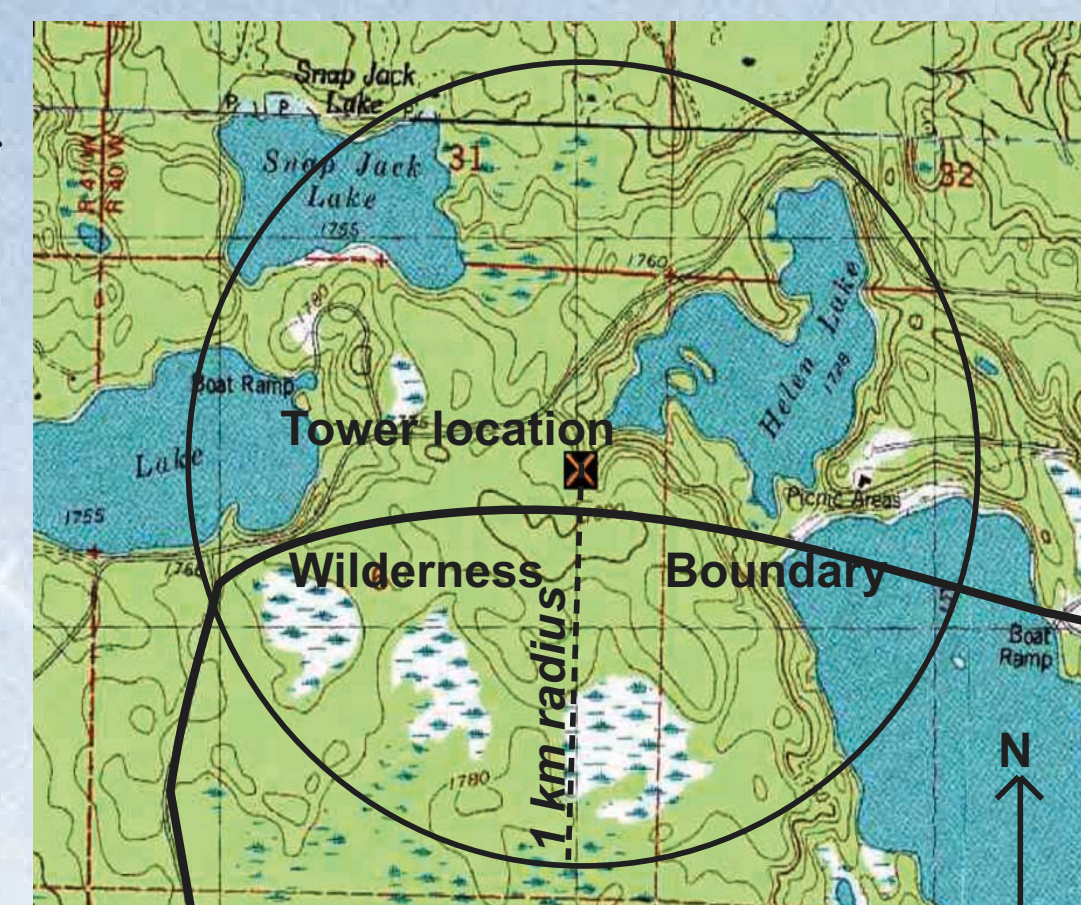 Snap Jack
Lake
P
P
Snap Jack
Lake
1755
31
32
R 41 W
R 40 W
1760
1780
Helen Lake
Boat Ramp
Tower location
Lake
1755
Picnic Areas
1760
Wilderness Boundary
1 km radius
Boat
Ramp
N
1780